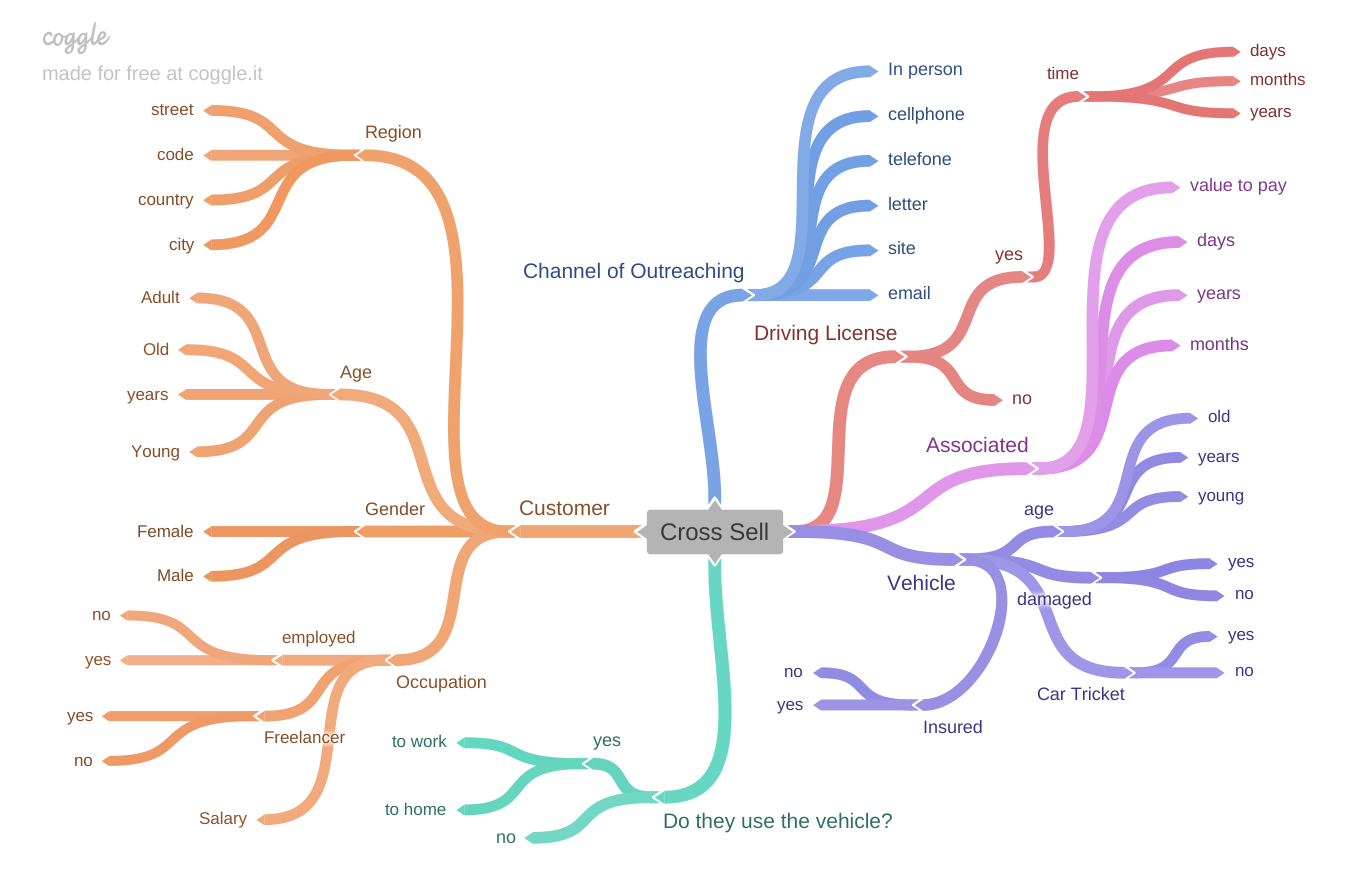 coggle
made for free at coggle.it
Cross Sell
Customer
Region
street
code
country
city
Age
Adult
Old
years
Young
Gender
Female
Male
Occupation
employed
no
yes
Freelancer
yes
no
Salary
Channel of Outreaching
In person
cellphone
telefone
letter
site
email
Driving License
yes
time
days
months
years
no
Associated
value to pay
days
years
months
Vehicle
age
old
years
young
damaged
yes
no
Car Tricket
yes
no
Insured
no
yes
Do they use the vehicle?
yes
to work
to home
no